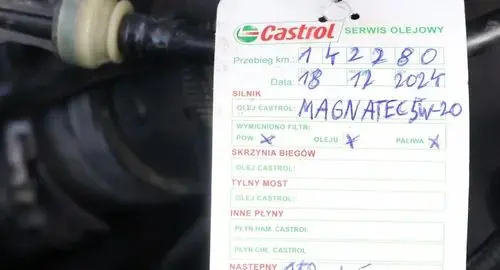 Castrol SERWIS OLEJOWY
Przebieg km.: 142280
Data: 18 12 2024
SILNIK
OLEJ CASTROL: MAGNATEC 5W-20
WYMIENIONO FILTR:
POW. x OLEJU x PALIWA x
SKRZYNIA BIEGÓW
OLEJ CASTROL:
TYLNY MOST
OLEJ CASTROL:
INNE PŁYNY
PŁYN HAM. CASTROL
PŁYN CHŁ. CASTROL
NASTĘPNY